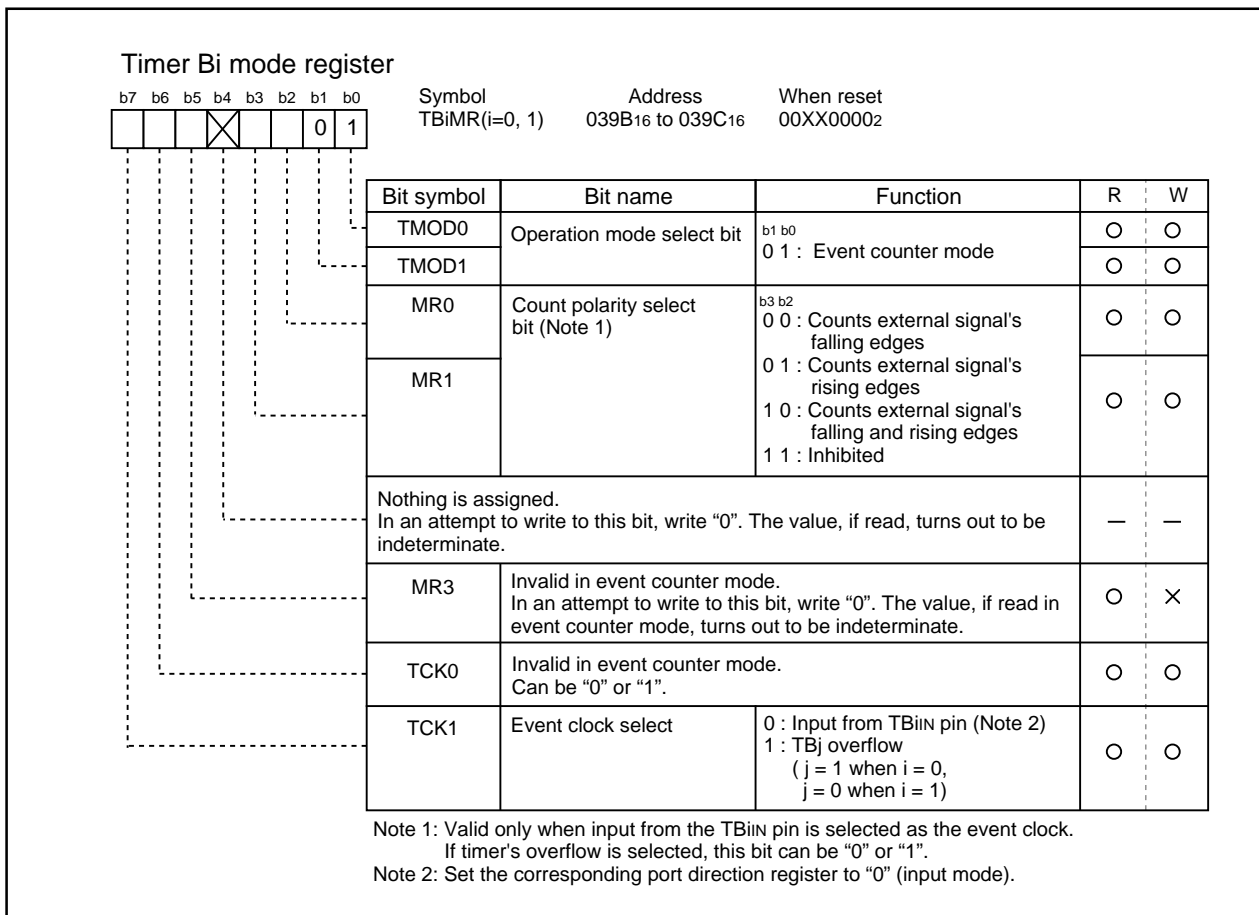 Timer Bi mode register
b7 b6 b5 b4 b3 b2 b1 b0
0 1
Symbol Address When reset
TBiMR(i=0, 1) 039B16 to 039C16 00XX00002
Bit symbol Bit name Function R W
TMOD0 Operation mode select bit b1 b0
0 1 : Event counter mode
TMOD1
MR0 Count polarity select
bit (Note 1)
b3 b2
0 0 : Counts external signal's
falling edges
0 1 : Counts external signal's
rising edges
MR1
1 0 : Counts external signal's
falling and rising edges
1 1 : Inhibited
Nothing is assigned.
In an attempt to write to this bit, write “0”. The value, if read, turns out to be
indeterminate.
MR3 Invalid in event counter mode.
In an attempt to write to this bit, write “0”. The value, if read in
event counter mode, turns out to be indeterminate.
TCK0 Invalid in event counter mode.
Can be “0” or “1”.
TCK1 Event clock select 0 : Input from TBiIN pin (Note 2)
1 : TBj overflow
( j = 1 when i = 0,
j = 0 when i = 1)
Note 1: Valid only when input from the TBiIN pin is selected as the event clock.
If timer's overflow is selected, this bit can be “0” or “1”.
Note 2: Set the corresponding port direction register to “0” (input mode).